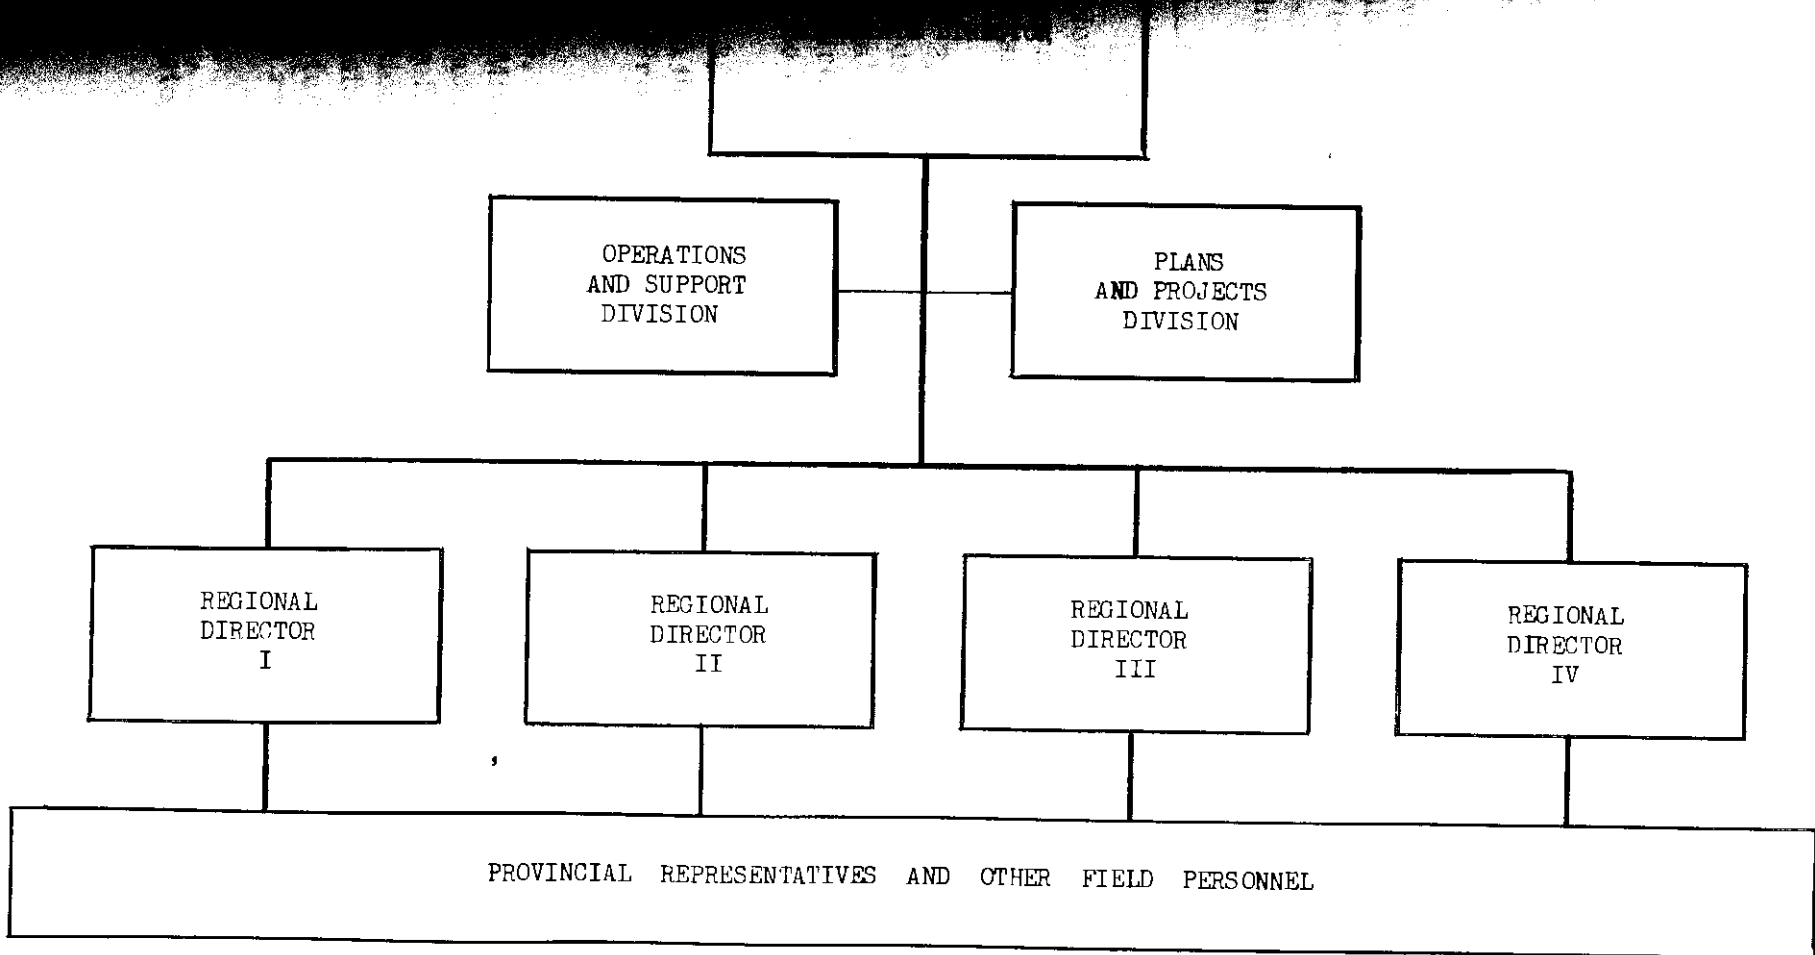 OPERATIONS
AND SUPPORT
DIVISION
PLANS
AND PROJECTS
DIVISION
REGIONAL
DIRECTOR
I
REGIONAL
DIRECTOR
II
REGIONAL
DIRECTOR
III
REGIONAL
DIRECTOR
IV
PROVINCIAL REPRESENTATIVES AND OTHER FIELD PERSONNEL